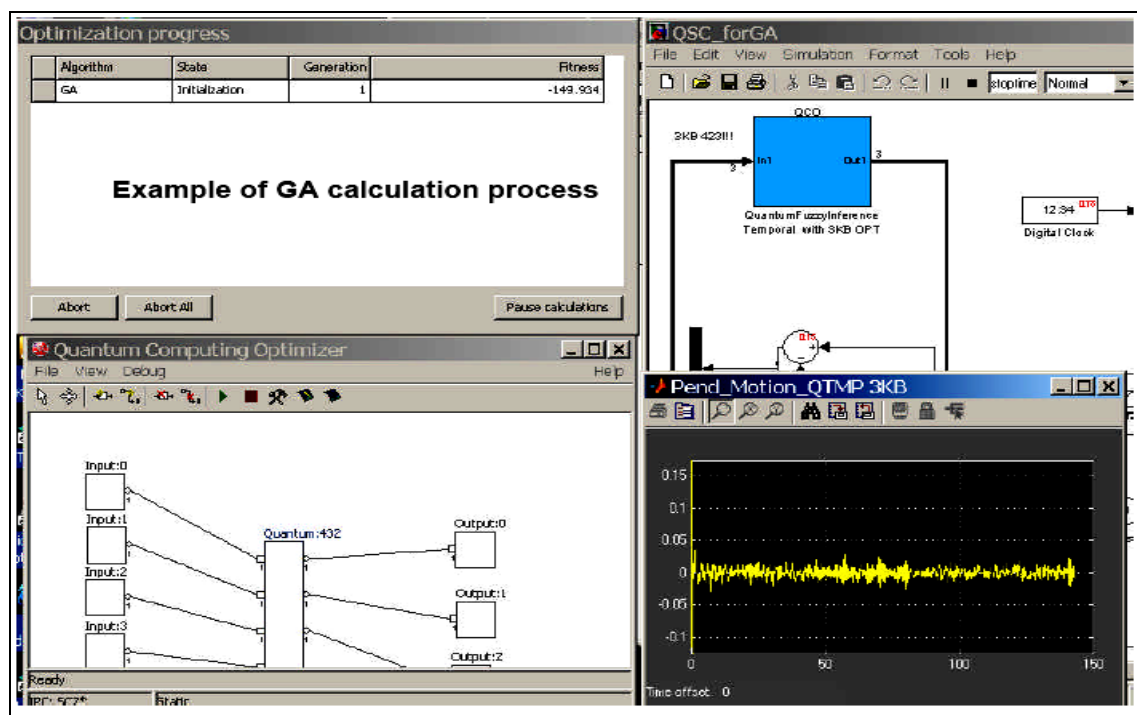 Optimization progress
Algorithm State Generation Fitness
GA Initialization 1 -149.934
Example of GA calculation process
Abort Abort All Pause calculations
QSC_forGA
File Edit View Simulation Format Tools Help
stoptime Normal
QCO
3KB 423!!!
In1 Out1
3
3
QuantumFuzzyInference
Temporal with SKB OPT
12:34
Digital Clock
Quantum Computing Optimizer
File View Debug Help
Input:0
Input:1
Input:2
Input:3
Quantum:432
Output:0
Output:1
Output:2
Ready
Pend_Motion_QTMP 3KB
0.15
0.1
0.05
0
-0.05
-0.1
0 50 100 150
Time offset: 0